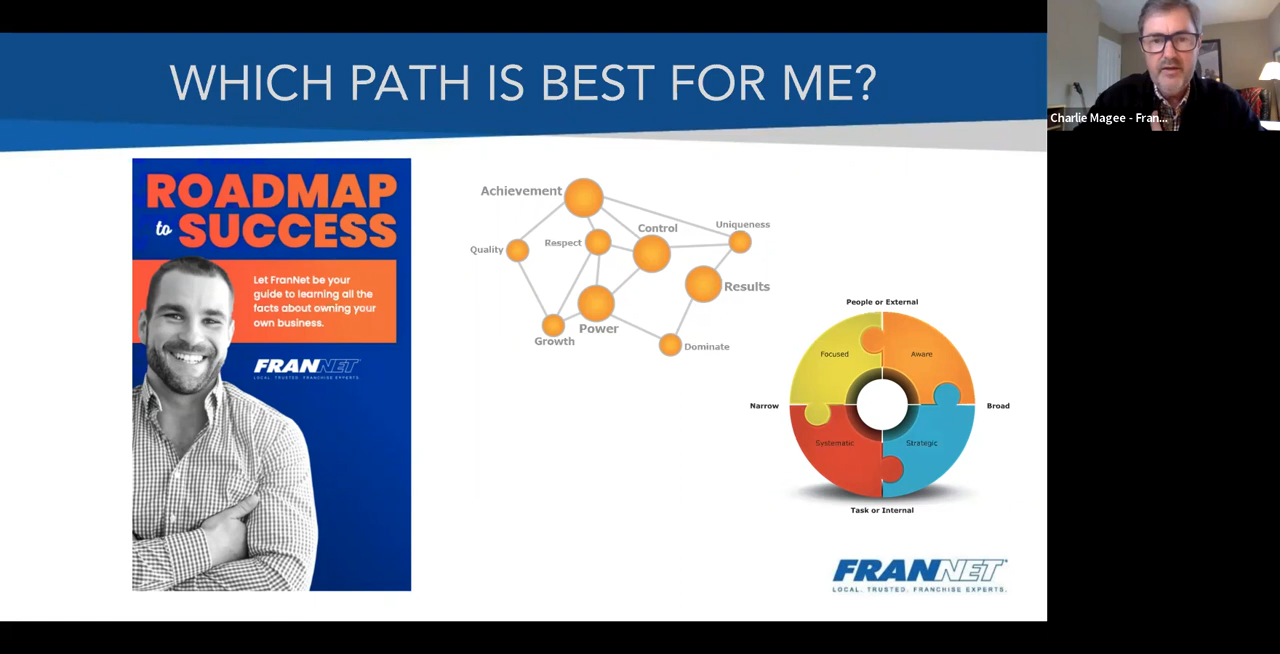 WHICH PATH IS BEST FOR ME?
Charlie Magee - Fran...
ROADMAP
to SUCCESS
Let FranNet be your
guide to learning all the
facts about owning your
own business.
FRANNET
LOCAL. TRUSTED. FRANCHISE EXPERTS.
Achievement
Uniqueness
Control
Respect
Quality
Results
Power
Growth
Dominate
People or External
Focused
Aware
Narrow
Broad
Systematic
Strategic
Task or Internal
FRANNET
LOCAL. TRUSTED. FRANCHISE EXPERTS.